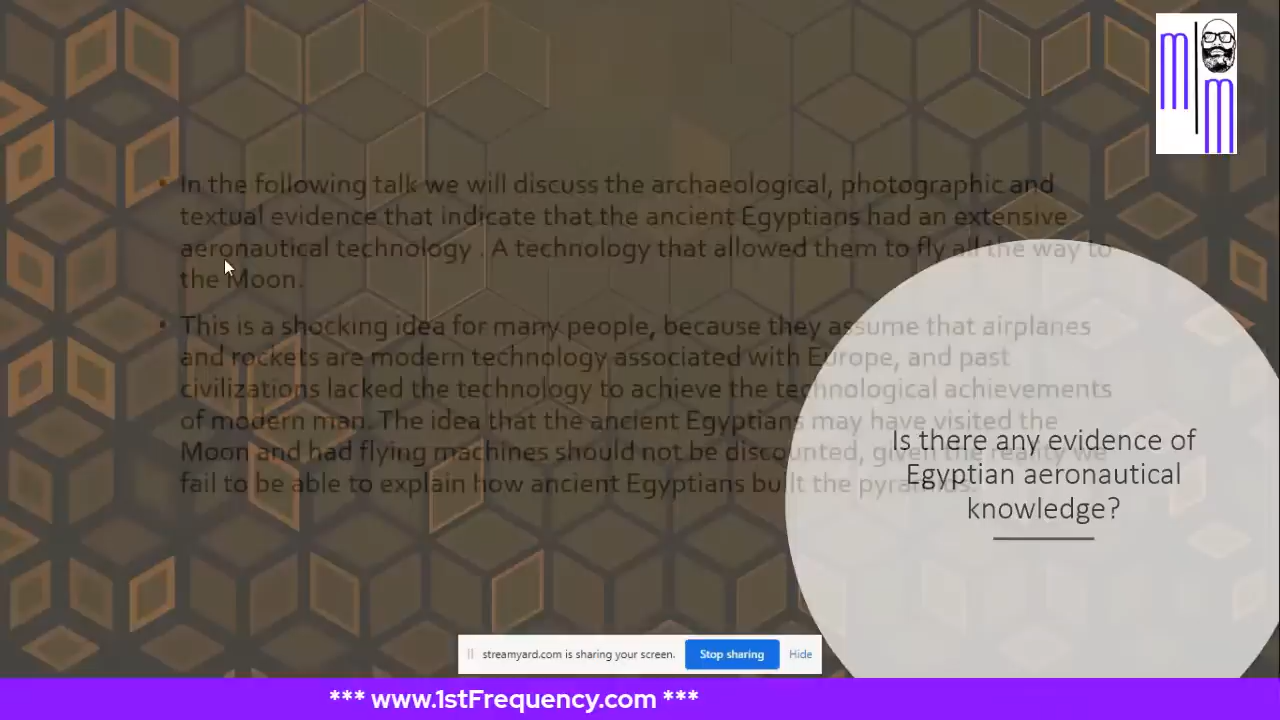 m
m
• In the following talk we will discuss the archaeological, photographic and
textual evidence that indicate that the ancient Egyptians had an extensive
aeronautical technology . A technology that allowed them to fly all the way to
the Moon.
• This is a shocking idea for many people, because they assume that airplanes
and rockets are modern technology associated with Europe, and past
civilizations lacked the technology to achieve the technological achievements
of modern man. The idea that the ancient Egyptians may have visited the
Moon and had flying machines should not be discounted, given the reality we
fail to be able to explain how ancient Egyptians built the pyramids.
Is there any evidence of
Egyptian aeronautical
knowledge?
streamyard.com is sharing your screen. Stop sharing Hide
*** www.1stFrequency.com ***